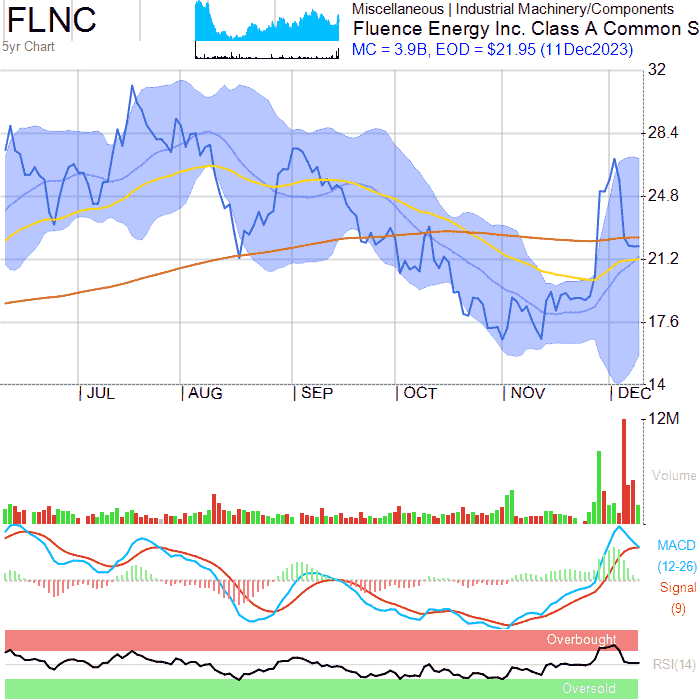 FLNC
5yr Chart
Miscellaneous | Industrial Machinery/Components
Fluence Energy Inc. Class A Common S
MC = 3.9B, EOD = $21.95 (11Dec2023)
32
28.4
24.8
21.2
17.6
14
JUL
AUG
SEP
OCT
NOV
DEC
12M
Volume
MACD
(12-26)
Signal
(9)
Overbought
RSI(14)
Oversold